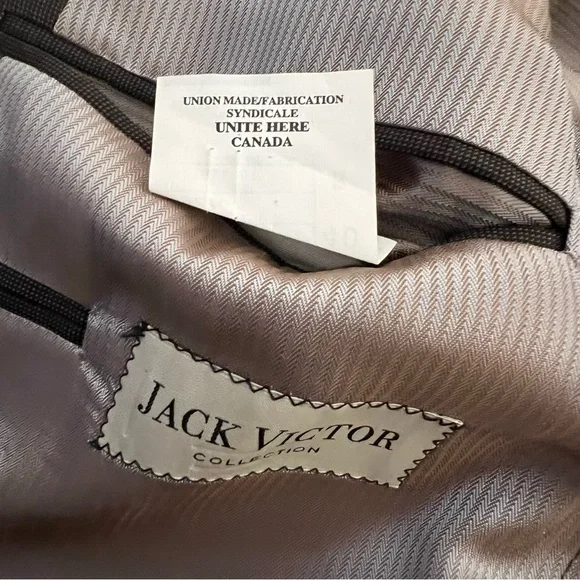 UNION MADE/FABRICATION
SYNDICALE
UNITE HERE
CANADA
JACK VICTOR
COLLECTION